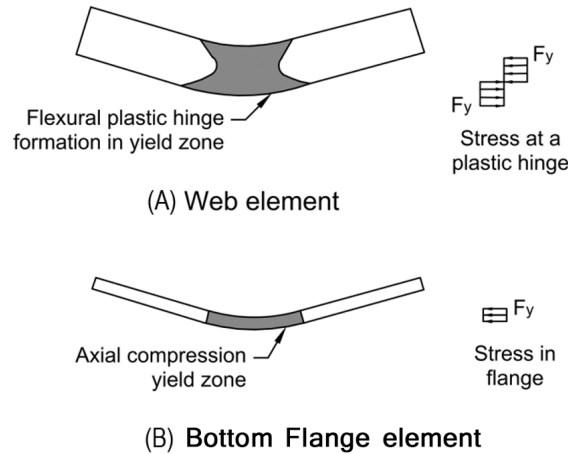 Fy
Fy
Flexural plastic hinge
formation in yield zone
Stress at a
plastic hinge
(A) Web element
Fy
Axial compression
yield zone
Stress in
flange
(B) Bottom Flange element